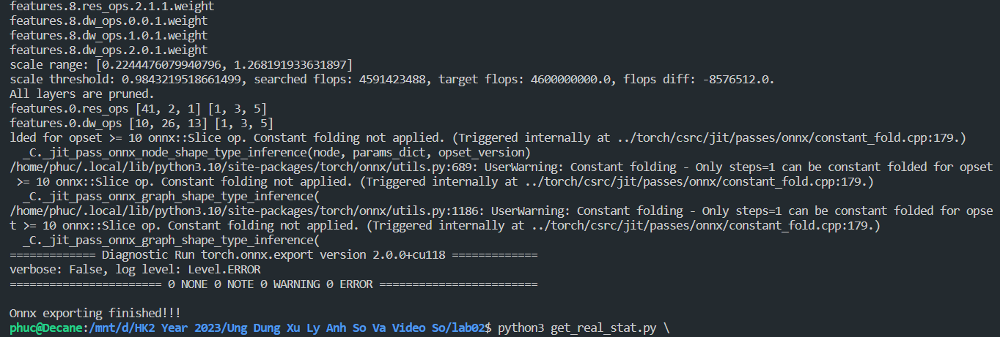 features.8.res_ops.2.1.1.weight
features.8.dw_ops.0.0.1.weight
features.8.dw_ops.1.0.1.weight
features.8.dw_ops.2.0.1.weight
scale range: [0.2244476079940796, 1.268191933631897]
scale threshold: 0.9843219518661499, searched flops: 4591423488, target flops: 4600000000.0, flops diff: -8576512.0.
All layers are pruned.
features.0.res_ops [41, 2, 1] [1, 3, 5]
features.0.dw_ops [10, 26, 13] [1, 3, 5]
lded for opset >= 10 onnx::Slice op. Constant folding not applied. (Triggered internally at ../torch/csrc/jit/passes/onnx/constant_fold.cpp:179.)
  _C._jit_pass_onnx_node_shape_type_inference(node, params_dict, opset_version)
/home/phuc/.local/lib/python3.10/site-packages/torch/onnx/utils.py:689: UserWarning: Constant folding - Only steps=1 can be constant folded for opset
 >= 10 onnx::Slice op. Constant folding not applied. (Triggered internally at ../torch/csrc/jit/passes/onnx/constant_fold.cpp:179.)
  _C._jit_pass_onnx_graph_shape_type_inference(
/home/phuc/.local/lib/python3.10/site-packages/torch/onnx/utils.py:1186: UserWarning: Constant folding - Only steps=1 can be constant folded for opse
t >= 10 onnx::Slice op. Constant folding not applied. (Triggered internally at ../torch/csrc/jit/passes/onnx/constant_fold.cpp:179.)
  _C._jit_pass_onnx_graph_shape_type_inference(
============= Diagnostic Run torch.onnx.export version 2.0.0+cu118 =============
verbose: False, log level: Level.ERROR
======================= 0 NONE 0 NOTE 0 WARNING 0 ERROR ========================

Onnx exporting finished!!!
phuc@Decane:/mnt/d/HK2 Year 2023/Ung Dung Xu Ly Anh So Va Video So/lab02$ python3 get_real_stat.py \